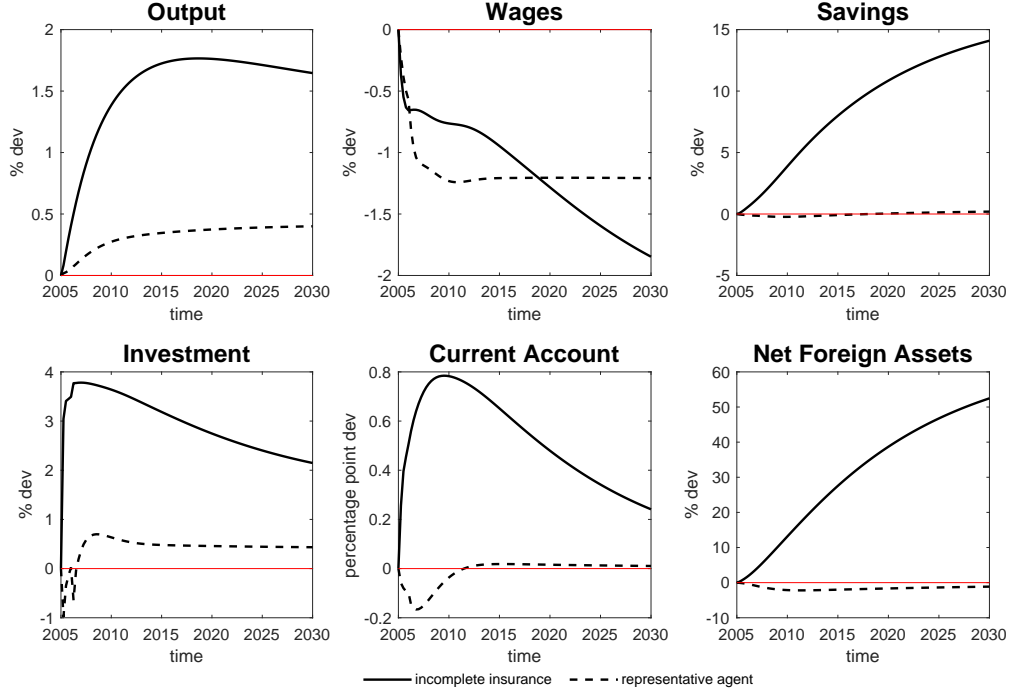 Output
% dev
2
1.5
1
0.5
0
2005 2010 2015 2020 2025 2030
time
Wages
% dev
0
-0.5
-1
-1.5
-2
2005 2010 2015 2020 2025 2030
time
Savings
% dev
15
10
5
0
-5
2005 2010 2015 2020 2025 2030
time
Investment
% dev
4
3
2
1
0
-1
2005 2010 2015 2020 2025 2030
time
Current Account
percentage point dev
0.8
0.6
0.4
0.2
0
-0.2
2005 2010 2015 2020 2025 2030
time
Net Foreign Assets
% dev
60
50
40
30
20
10
0
-10
2005 2010 2015 2020 2025 2030
time
incomplete insurance
representative agent